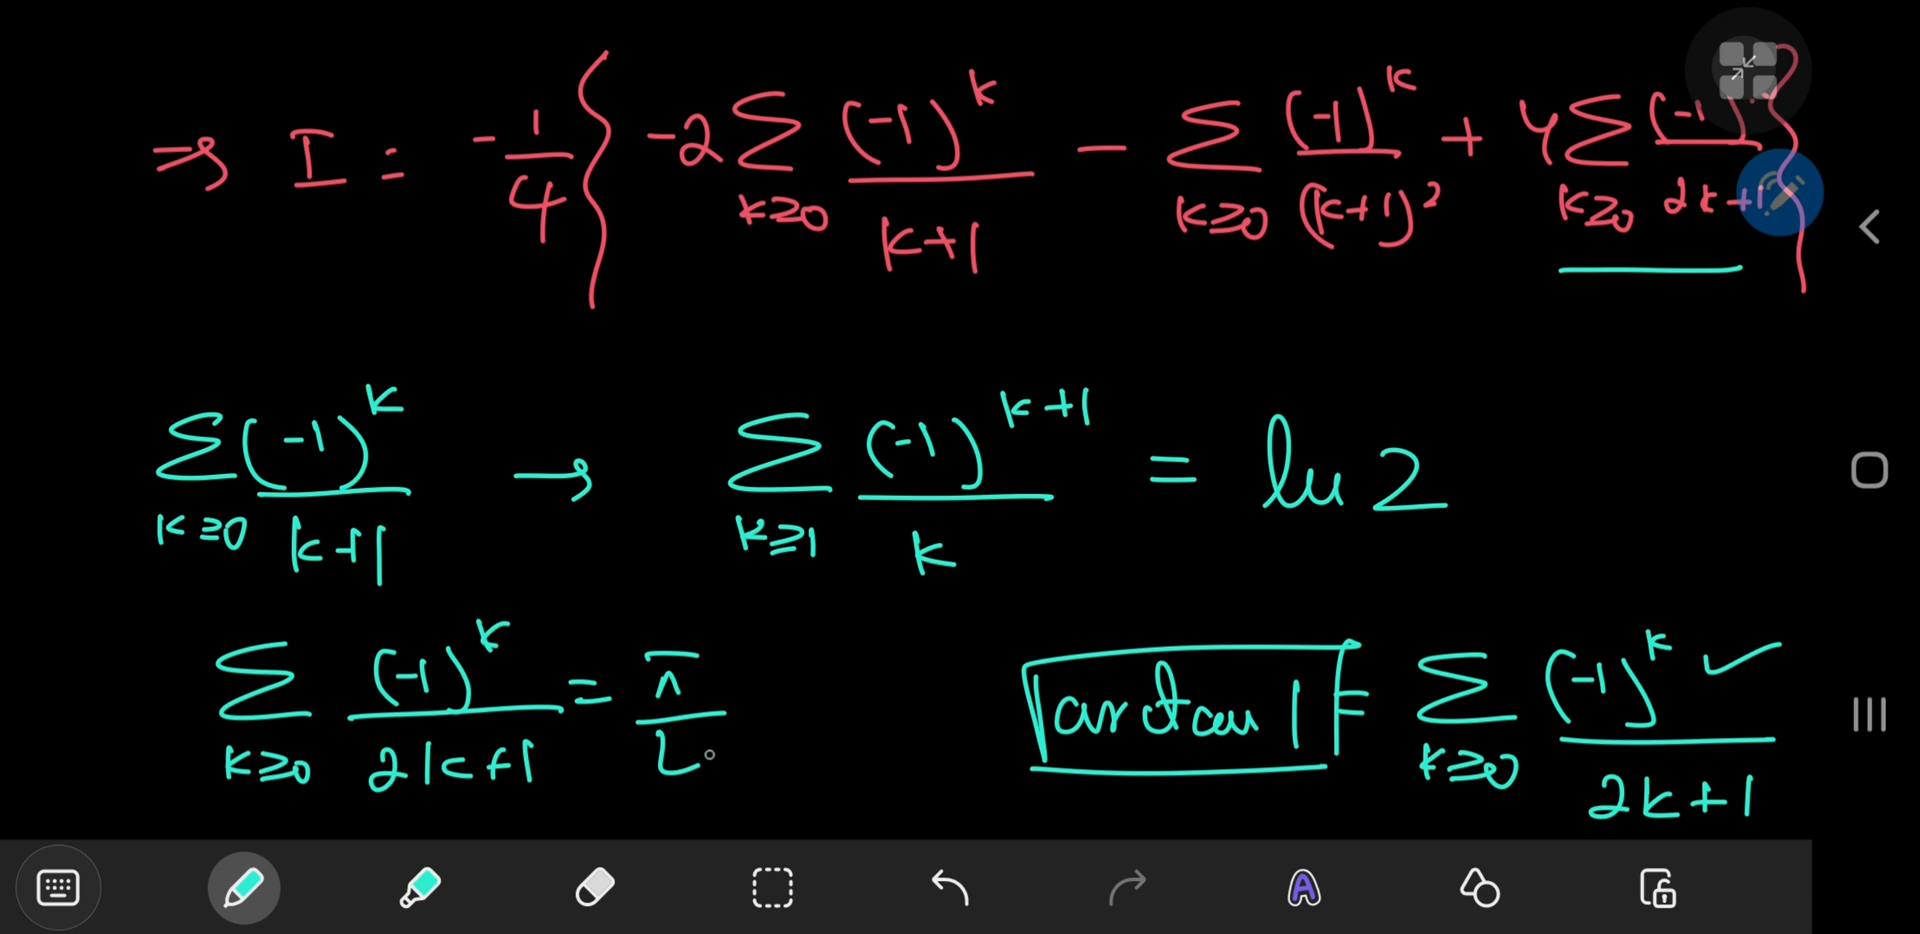 ⇒ I = -1/4 { -2 Σ_{k≥0} (-1)^k/(k+1) - Σ_{k≥0} (-1)^k/(k+1)^2 + 4 Σ_{k≥0} (-1)/(2k+1) }
Σ_{k≥0} (-1)^k/(k+1) → Σ_{k≥1} (-1)^{k+1}/k = ln 2
Σ_{k≥0} (-1)^k/(2k+1) = π/ arctan 1 = Σ_{k≥0} (-1)^k/(2k+1) ✓
A